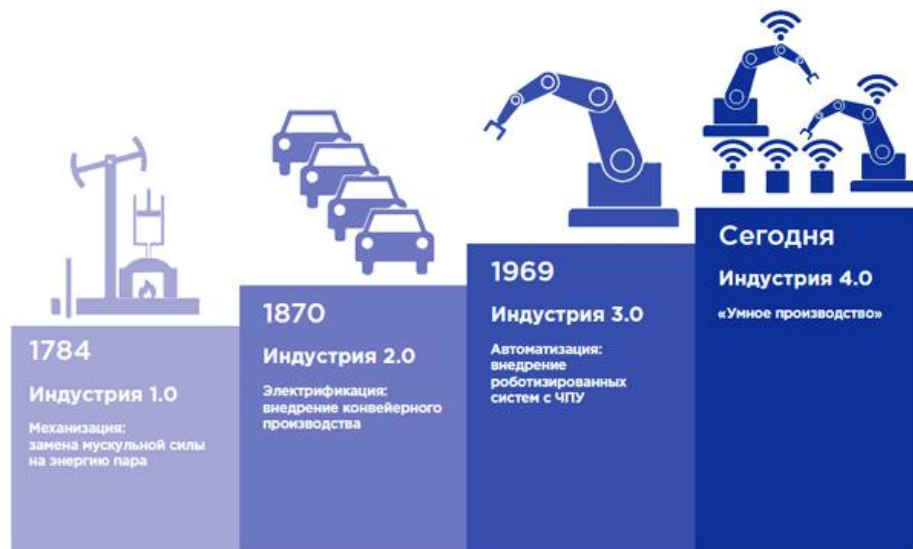 1784
Индустрия 1.0
Механизация:
замена мускульной силы
на энергию пара
1870
Индустрия 2.0
Электрификация:
внедрение конвейерного
производства
1969
Индустрия 3.0
Автоматизация:
внедрение
роботизированных
систем с ЧПУ
Сегодня
Индустрия 4.0
«Умное производство»